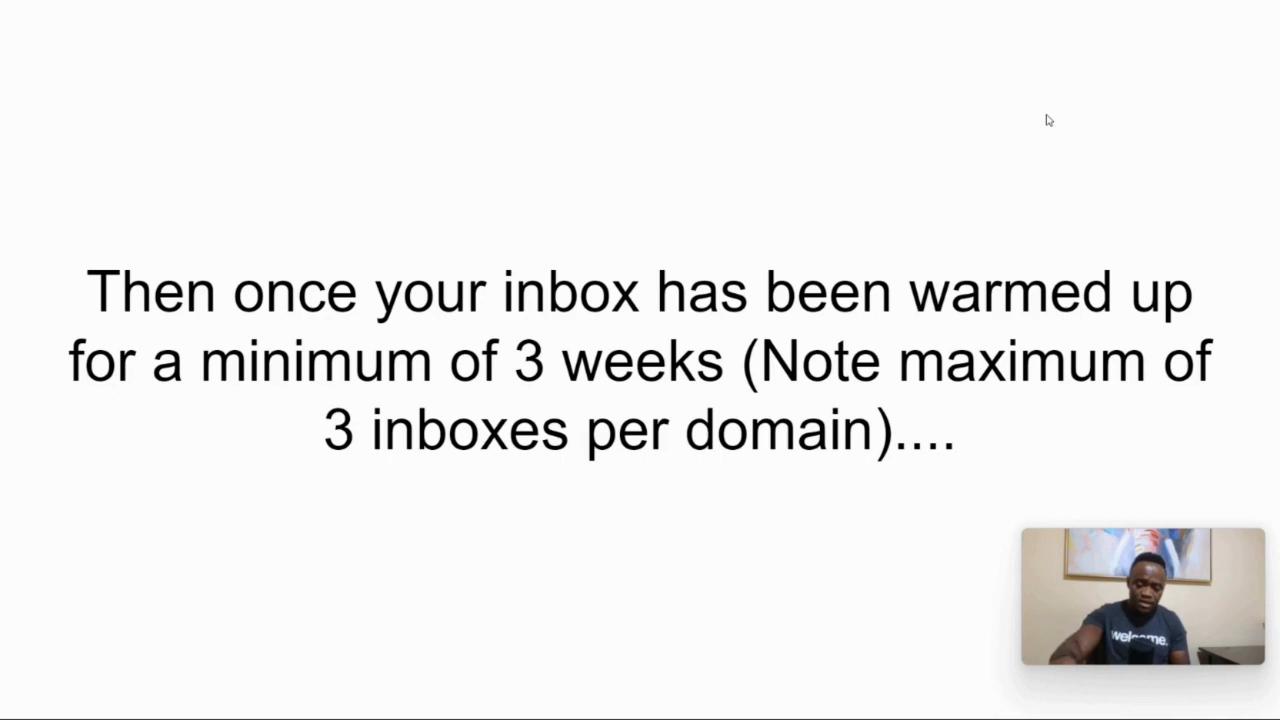 Then once your inbox has been warmed up
for a minimum of 3 weeks (Note maximum of
3 inboxes per domain)....
welcome.